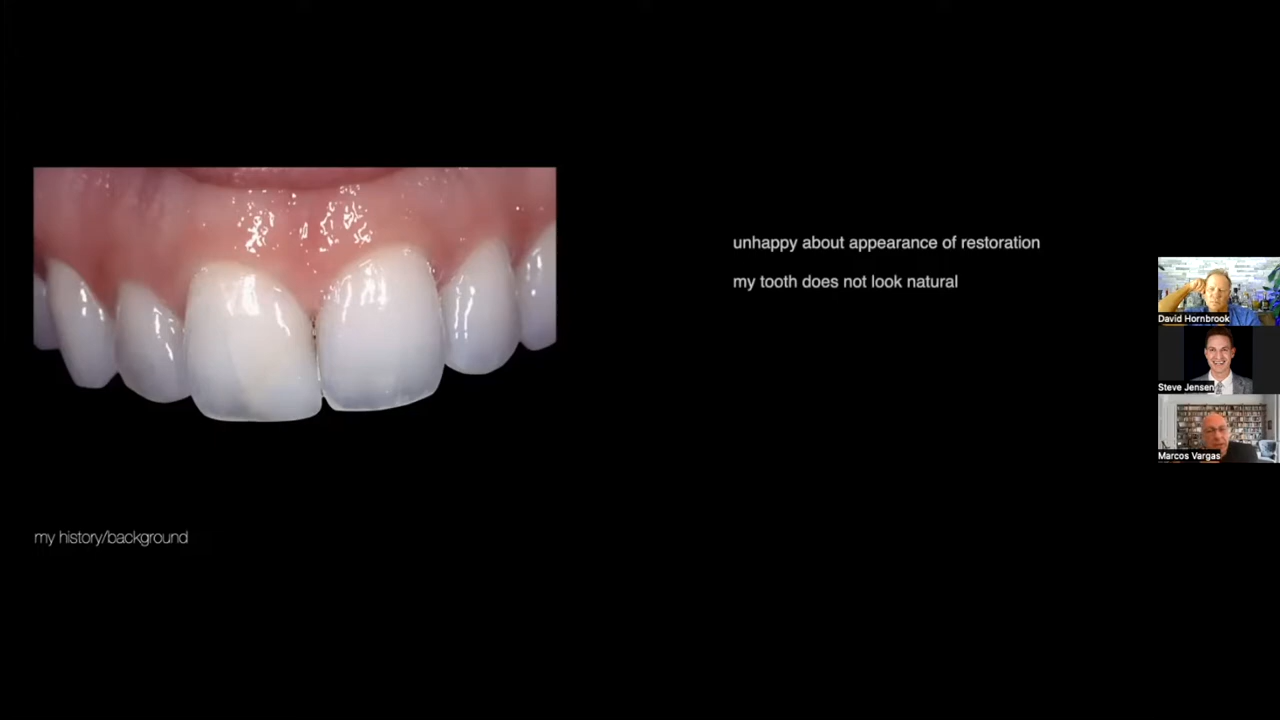 unhappy about appearance of restoration
my tooth does not look natural
David Hornbrook
Steve Jensen
Marcos Vargas
my history/background